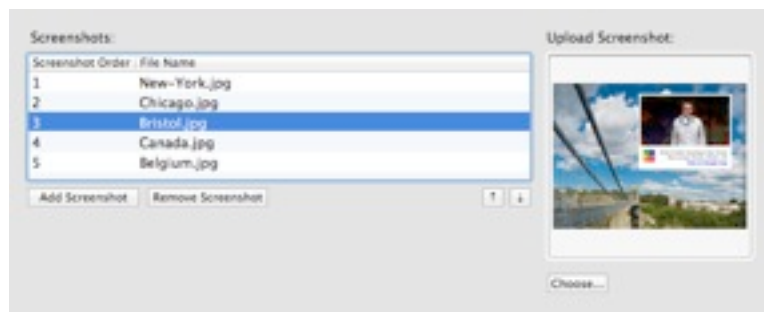 Screenshots:
Screenshot Order File Name
1 New-York.jpg
2 Chicago.jpg
3 Bristol.jpg
4 Canada.jpg
5 Belgium.jpg
Add Screenshot Remove Screenshot ↑ ↓
Upload Screenshot:
Choose...